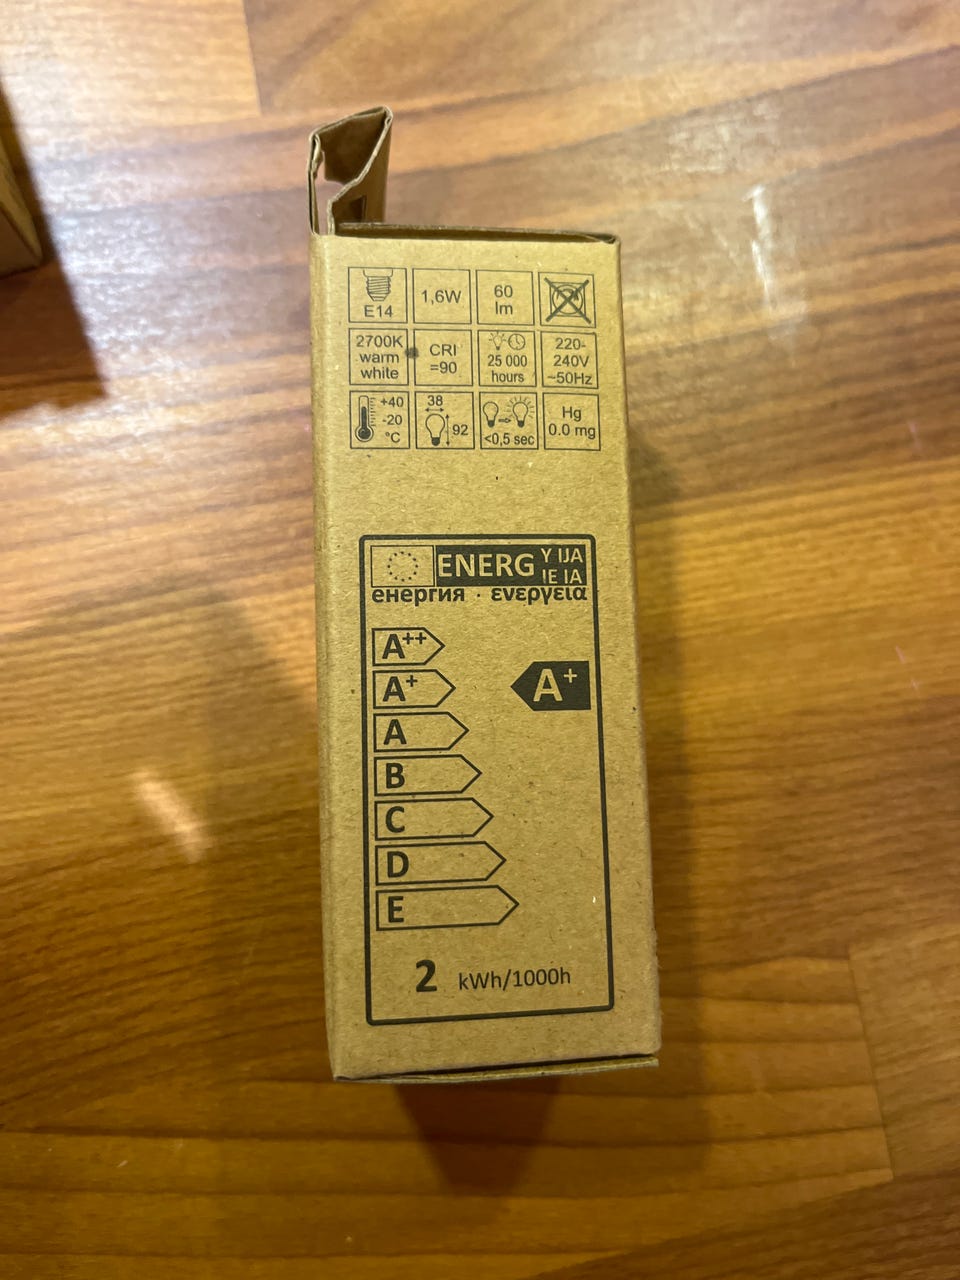 E14
1,6W
60
lm
2700K
warm
white
CRI
=90
25 000
hours
220-
240V
~50Hz
+40
-20
°C
38
92
<0,5 sec
Hg
0.0 mg
ENERG Y IJA
IE IA
енергия · ενεργεια
A++
A+
A+
A
B
C
D
E
2 kWh/1000h